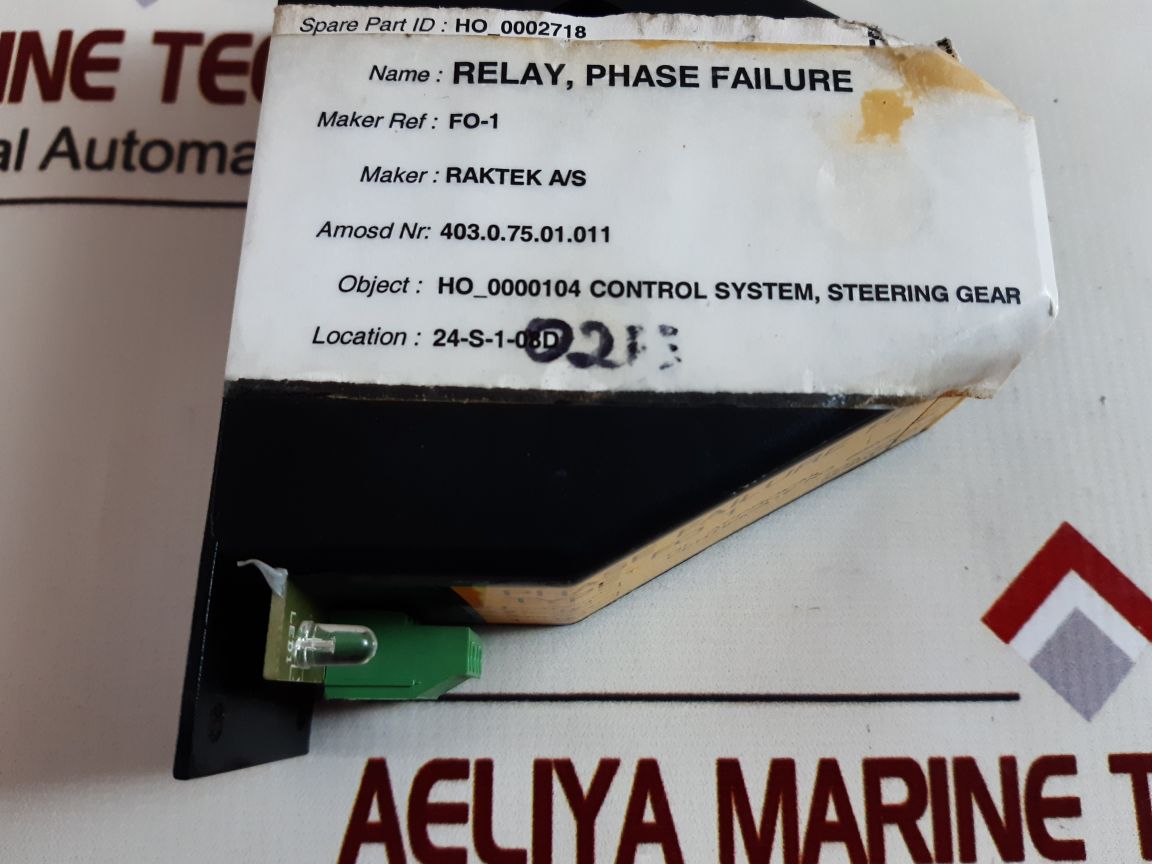 Spare Part ID : HO_0002718
Name : RELAY, PHASE FAILURE
Maker Ref : FO-1
Maker : RAKTEK A/S
Amosd Nr: 403.0.75.01.011
Object : HO_0000104 CONTROL SYSTEM, STEERING GEAR
Location : 24-S-1-08D
INE TEC
al Automa
LED1
AELIYA MARINE T